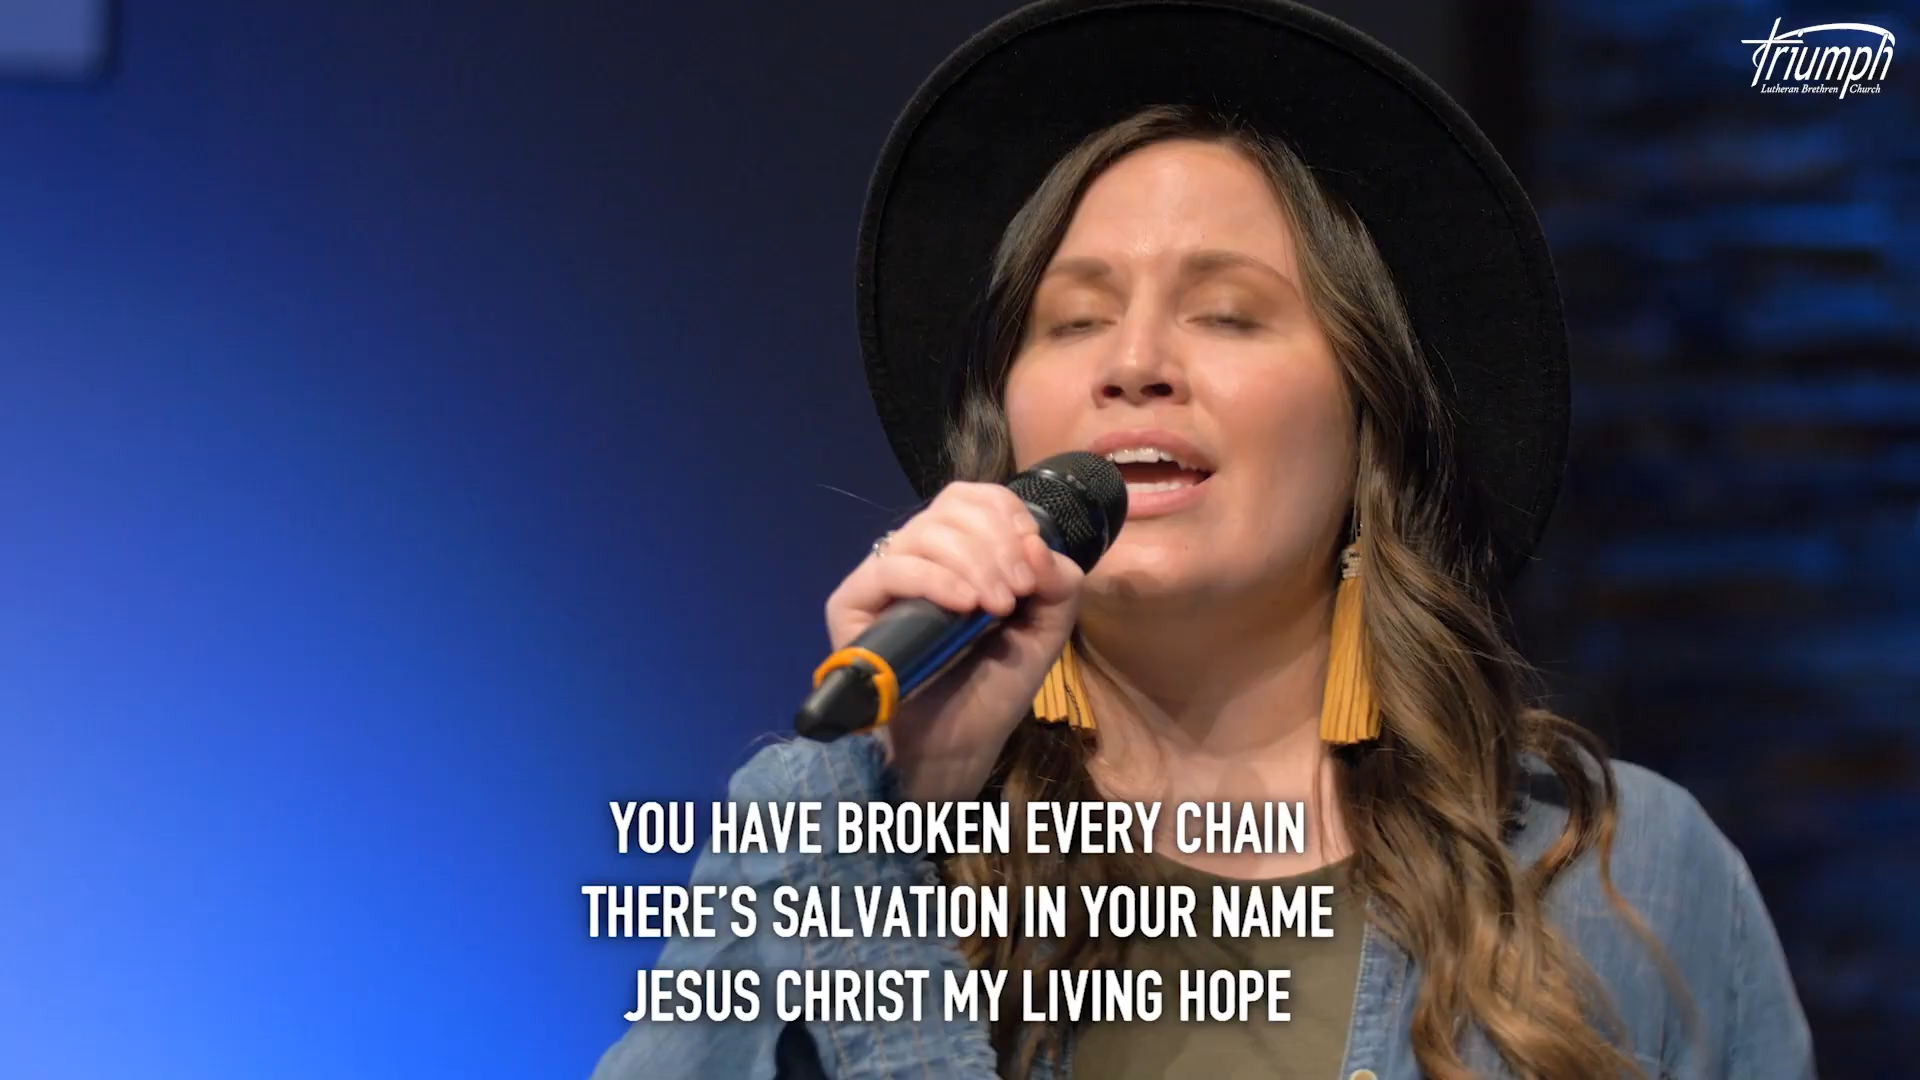 triumph
Lutheran Brethren Church
YOU HAVE BROKEN EVERY CHAIN
THERE'S SALVATION IN YOUR NAME
JESUS CHRIST MY LIVING HOPE